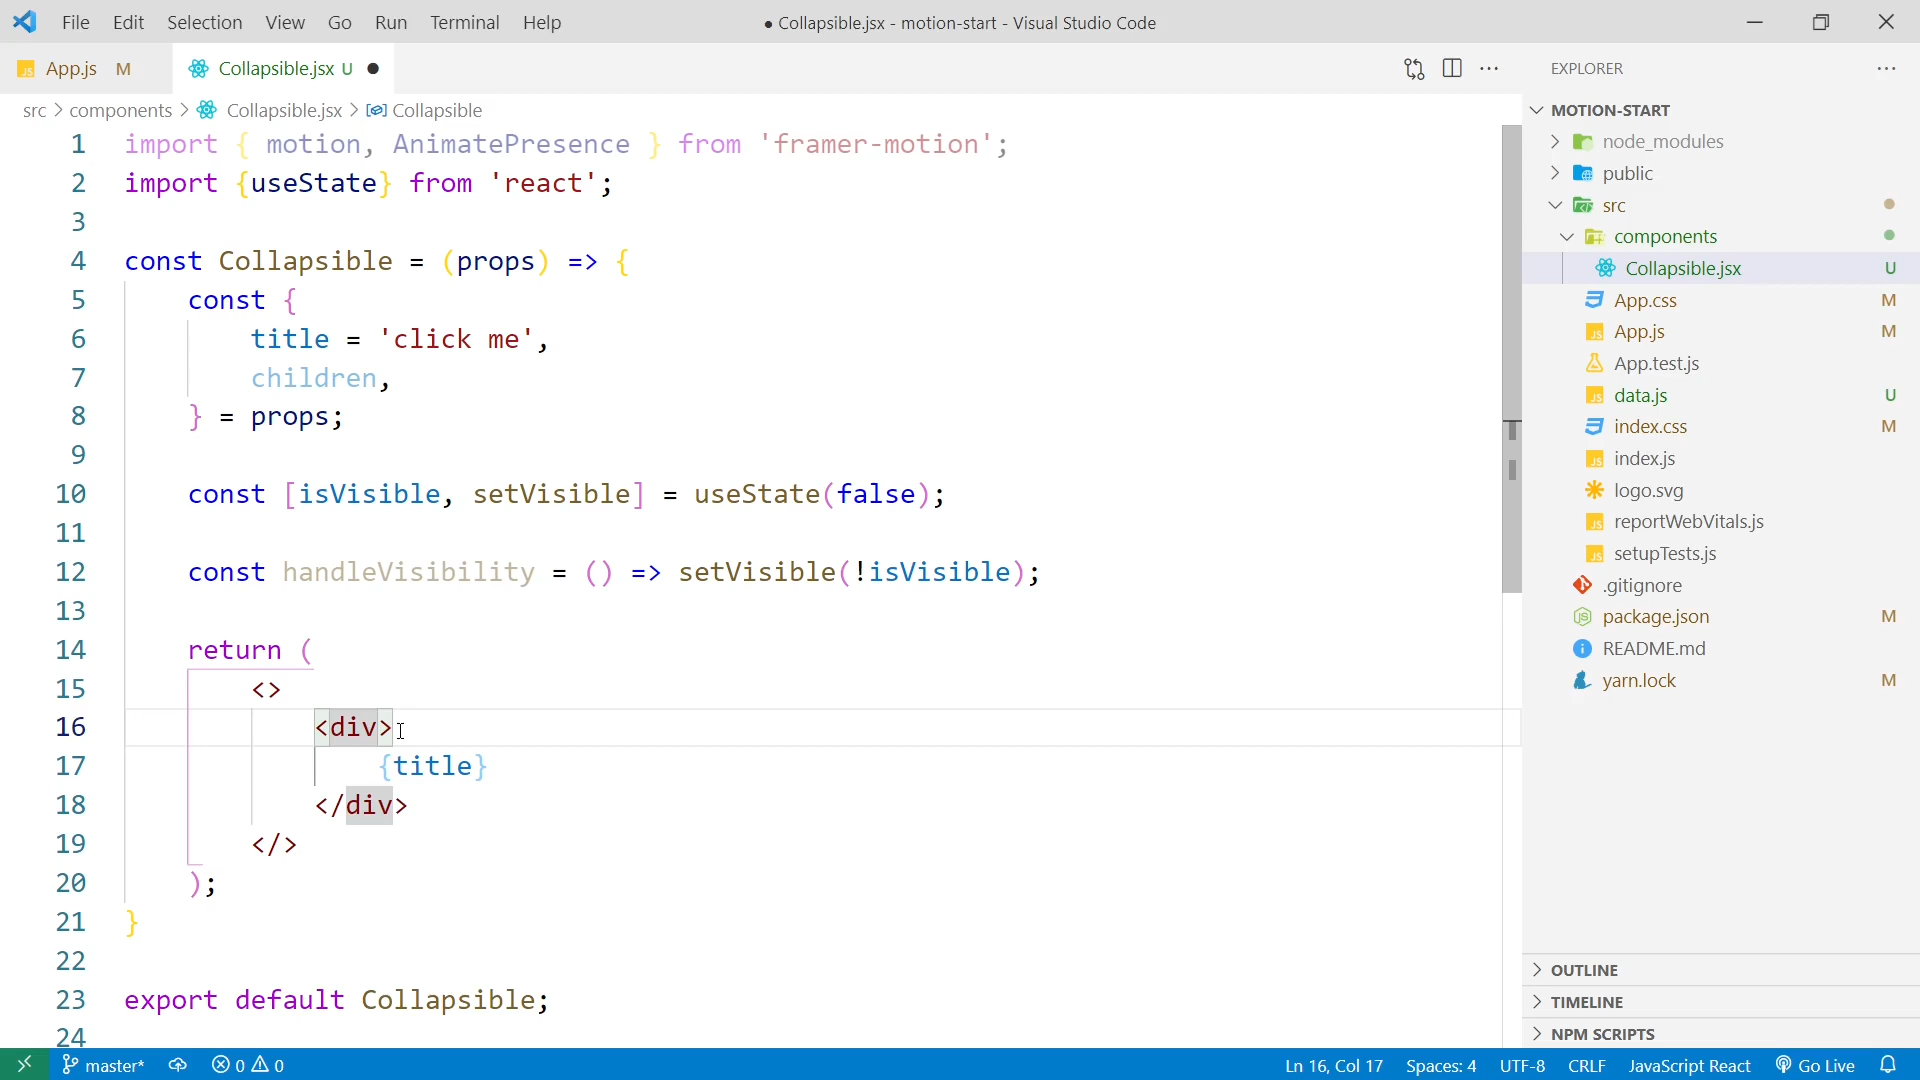 File Edit Selection View Go Run Terminal Help ● Collapsible.jsx - motion-start - Visual Studio Code
JS App.js M Collapsible.jsx U ● ··· EXPLORER ···
src > components > Collapsible.jsx > Collapsible
1 import { motion, AnimatePresence } from 'framer-motion';
2 import {useState} from 'react';
3
4 const Collapsible = (props) => {
5 const {
6 title = 'click me',
7 children,
8 } = props;
9
10 const [isVisible, setVisible] = useState(false);
11
12 const handleVisibility = () => setVisible(!isVisible);
13
14 return (
15 <>
16 <div>
17 {title}
18 </div>
19 </>
20 );
21 }
22
23 export default Collapsible;
24
MOTION-START
node_modules
public
src
components
Collapsible.jsx U
App.css M
JS App.js M
App.test.js
JS data.js U
index.css M
JS index.js
logo.svg
JS reportWebVitals.js
JS setupTests.js
.gitignore
package.json M
README.md
yarn.lock M
OUTLINE
TIMELINE
NPM SCRIPTS
master* 0 0 Ln 16, Col 17 Spaces: 4 UTF-8 CRLF JavaScript React Go Live